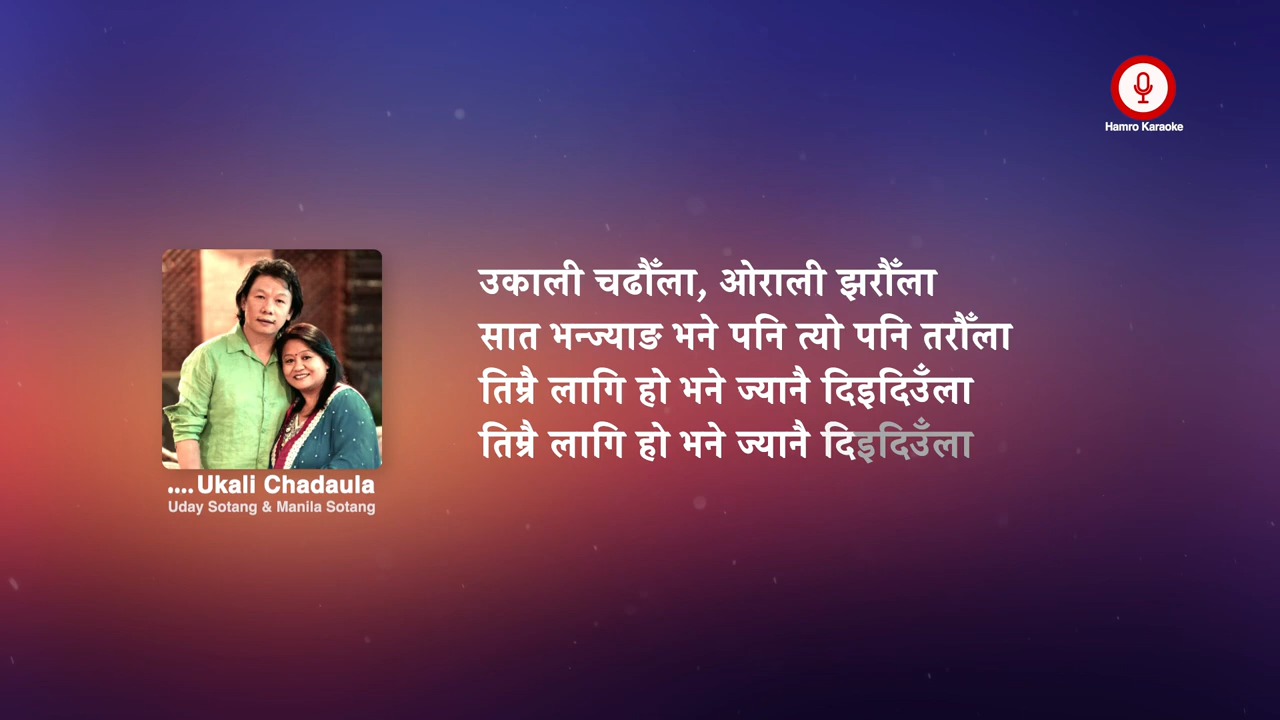 Hamro Karaoke
उकाली चढौँला, ओराली झरौँला
सात भन्ज्याङ भने पनि त्यो पनि तरौँला
तिम्रै लागि हो भने ज्यानै दिइदिउँला
तिम्रै लागि हो भने ज्यानै दिइदिउँला
....Ukali Chadaula
Uday Sotang & Manila Sotang